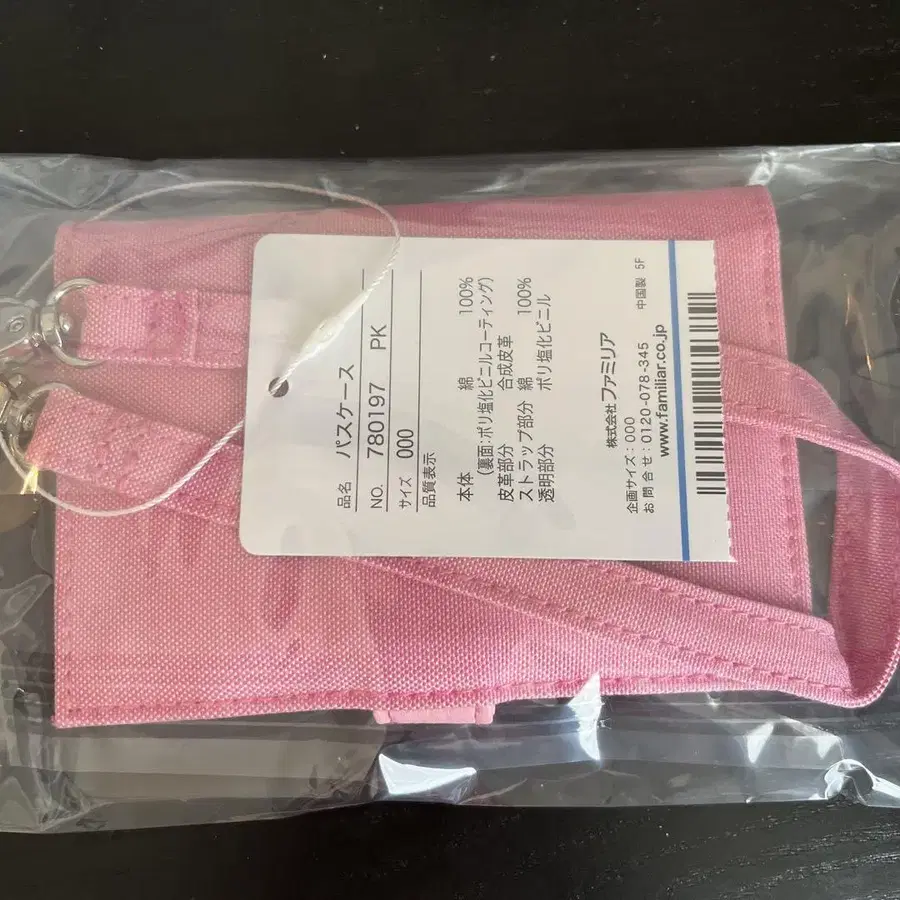 品名 パスケース
NO. 780197 PK
サイズ 000
品質表示
本体 綿 100%
(裏面:ポリ塩化ビニルコーティング)
皮革部分 合成皮革
ストラップ部分 綿 100%
透明部分 ポリ塩化ビニル
株式会社 ファミリア
企画サイズ:000 中国製 5F
お問合せ:0120-078-345
www.familiar.co.jp